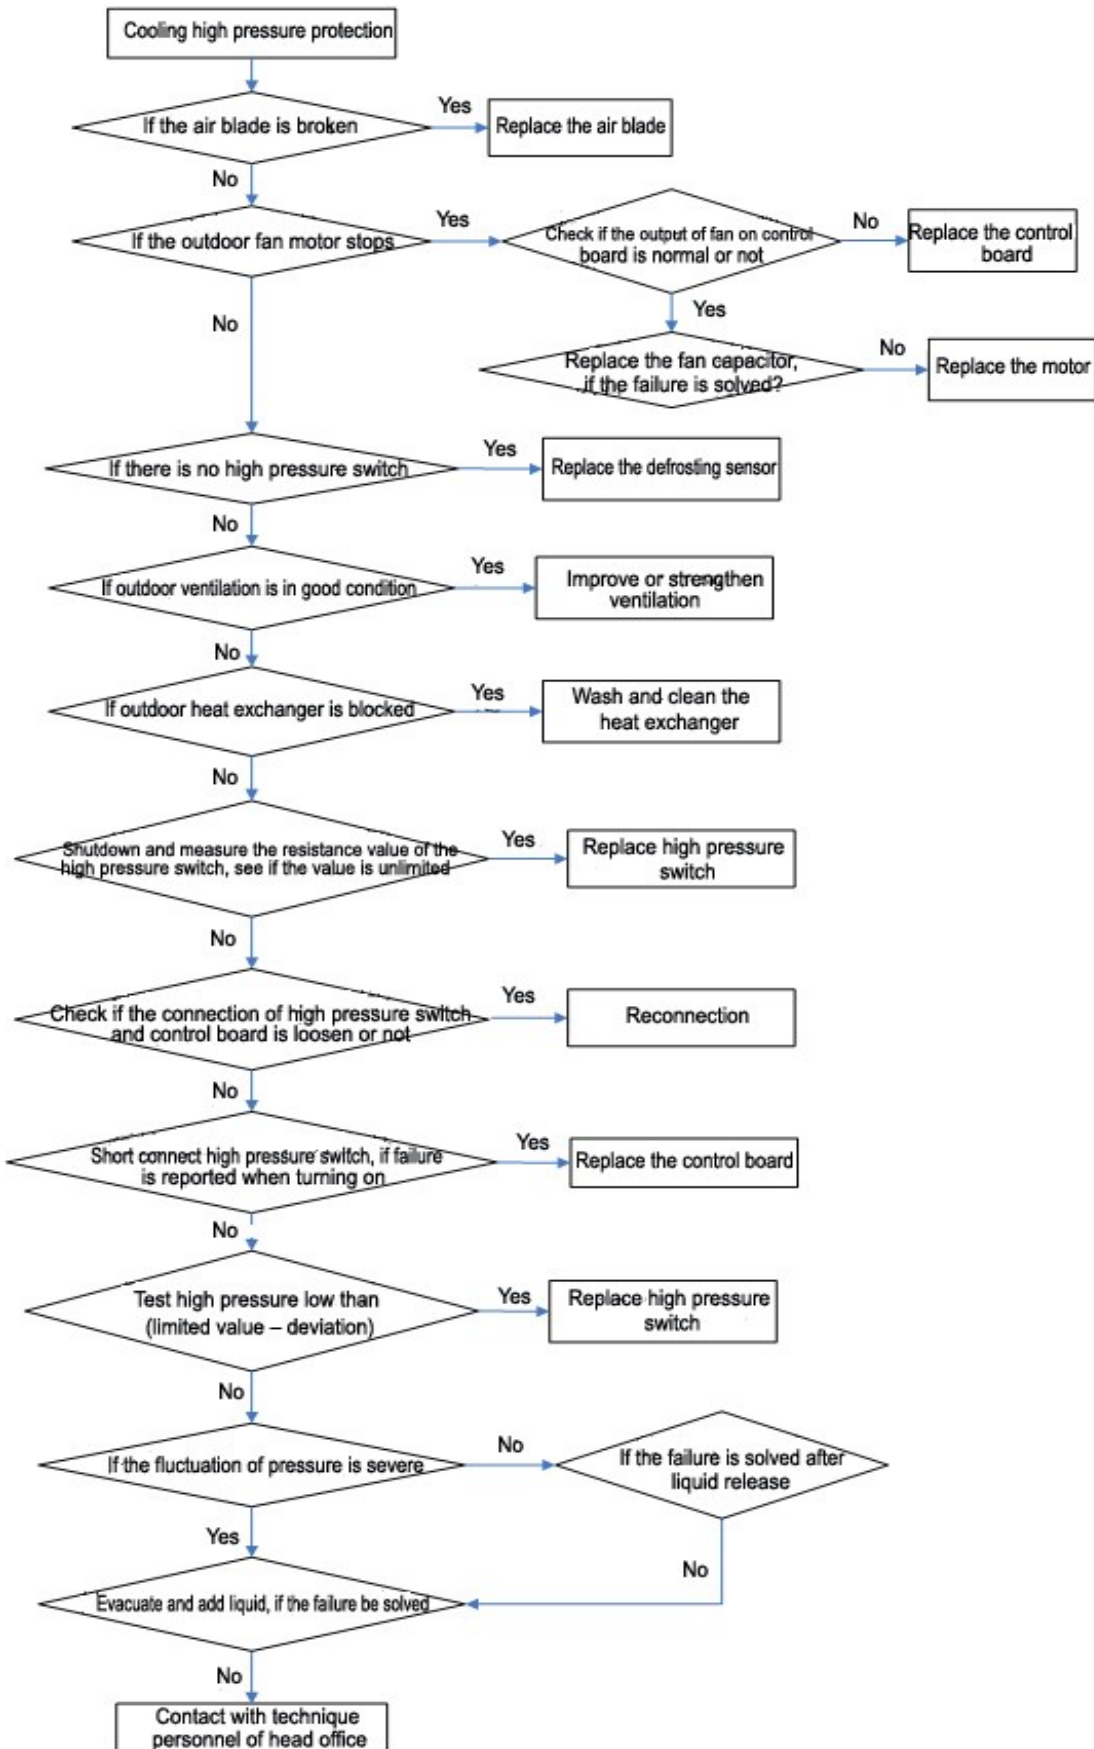 Cooling high pressure protection
If the air blade is broken
Yes
Replace the air blade
No
If the outdoor fan motor stops
Yes
Check if the output of fan on control
board is normal or not
No
Replace the control
board
Yes
No
Replace the fan capacitor,
if the failure is solved?
No
Replace the motor
If there is no high pressure switch
Yes
Replace the defrosting sensor
No
If outdoor ventilation is in good condition
Yes
Improve or strengthen
ventilation
No
If outdoor heat exchanger is blocked
Yes
Wash and clean the
heat exchanger
No
Shutdown and measure the resistance value of the
high pressure switch, see if the value is unlimited
Yes
Replace high pressure
switch
No
Check if the connection of high pressure switch
and control board is loosen or not
Yes
Reconnection
No
Short connect high pressure switch, if failure
is reported when turning on
Yes
Replace the control board
No
Test high pressure low than
(limited value – deviation)
Yes
Replace high pressure
switch
No
If the fluctuation of pressure is severe
No
If the failure is solved after
liquid release
Yes
No
Evacuate and add liquid, if the failure be solved
No
Contact with technique
personnel of head office